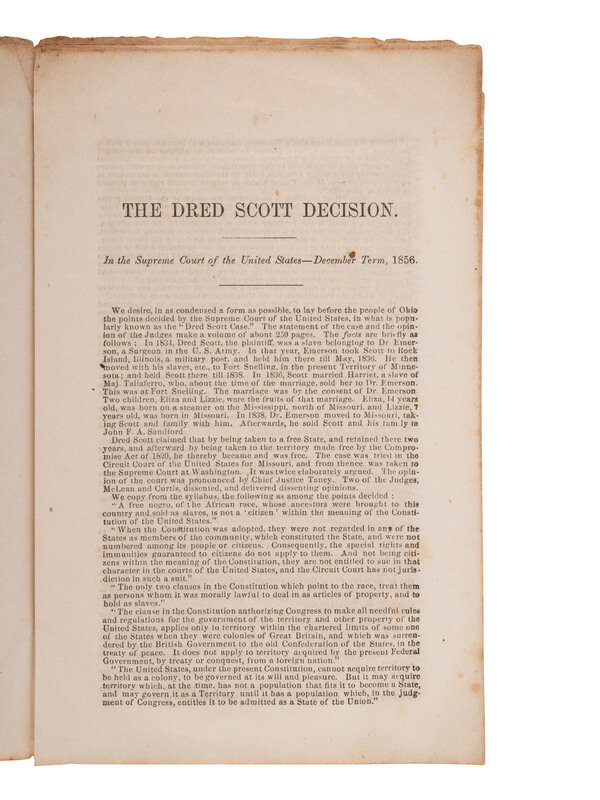 THE DRED SCOTT DECISION.
In the Supreme Court of the United States—December Term, 1856.
We desire, in as condensed a form as possible, to lay before the people of Ohio
the points decided by the Supreme Court of the United States, in what is popu-
larly known as the "Dred Scott Case." The statement of the case and the opin-
ion of the Judges make a volume of about 250 pages. The facts are briefly as
follows: In 1834, Dred Scott, the plaintiff, was a slave belonging to Dr. Emer-
son, a Surgeon in the U. S. Army. In that year, Emerson took Scott to Rock
Island, Illinois, a military post, and held him there till May, 1836. He then
moved with his slaves, etc., to Fort Snelling, in the present Territory of Minne-
sota; and held Scott there till 1838. In 1836, Scott married Harriet, a slave of
Maj. Taliaferro, who, about the time of the marriage, sold her to Dr. Emerson.
This was at Fort Snelling. The marriage was by the consent of Dr. Emerson.
Two children, Eliza and Lizzie, were the fruits of that marriage. Eliza, 14 years
old, was born on a steamer on the Mississippi, north of Missouri, and Lizzie, 7
years old, was born in Missouri. In 1838, Dr. Emerson moved to Missouri, tak-
ing Scott and family with him. Afterwards, he sold Scott and his family to
John F. A. Sandford.
Dred Scott claimed that by being taken to a free State, and retained there two
years, and afterward by being taken to the territory made free by the Compro-
mise Act of 1820, he thereby became and was free. The case was tried in the
Circuit Court of the United States for Missouri, and from thence was taken to
the Supreme Court at Washington. It was twice elaborately argued. The opin-
ion of the court was pronounced by Chief Justice Taney. Two of the Judges,
McLean and Curtis, dissented, and delivered dissenting opinions.
We copy from the syllabus, the following as among the points decided:
"A free negro, of the African race, whose ancestors were brought to this
country and sold as slaves, is not a 'citizen' within the meaning of the Consti-
tution of the United States."
"When the Constitution was adopted, they were not regarded in any of the
States as members of the community, which constituted the State, and were not
numbered among its people or citizens. Consequently, the special rights and
immunities guaranteed to citizens do not apply to them. And not being citi-
zens within the meaning of the Constitution, they are not entitled to sue in that
character in the courts of the United States, and the Circuit Court has not juris-
diction in such a suit."
"The only two clauses in the Constitution which point to the race, treat them
as persons whom it was morally lawful to deal in as articles of property, and to
hold as slaves."
"The clause in the Constitution authorizing Congress to make all needful rules
and regulations for the government of the territory and other property of the
United States, applies only to territory within the chartered limits of some one
of the States when they were colonies of Great Britain, and which was surren-
dered by the British Government to the old Confederation of the States, in the
treaty of peace. It does not apply to territory acquired by the present Federal
Government, by treaty or conquest, from a foreign nation."
"The United States, under the present Constitution, cannot acquire territory to
be held as a colony, to be governed at its will and pleasure. But it may acquire
territory which, at the time, has not a population that fits it to become a State,
and may govern it as a Territory until it has a population which, in the judg-
ment of Congress, entitles it to be admitted as a State of the Union."